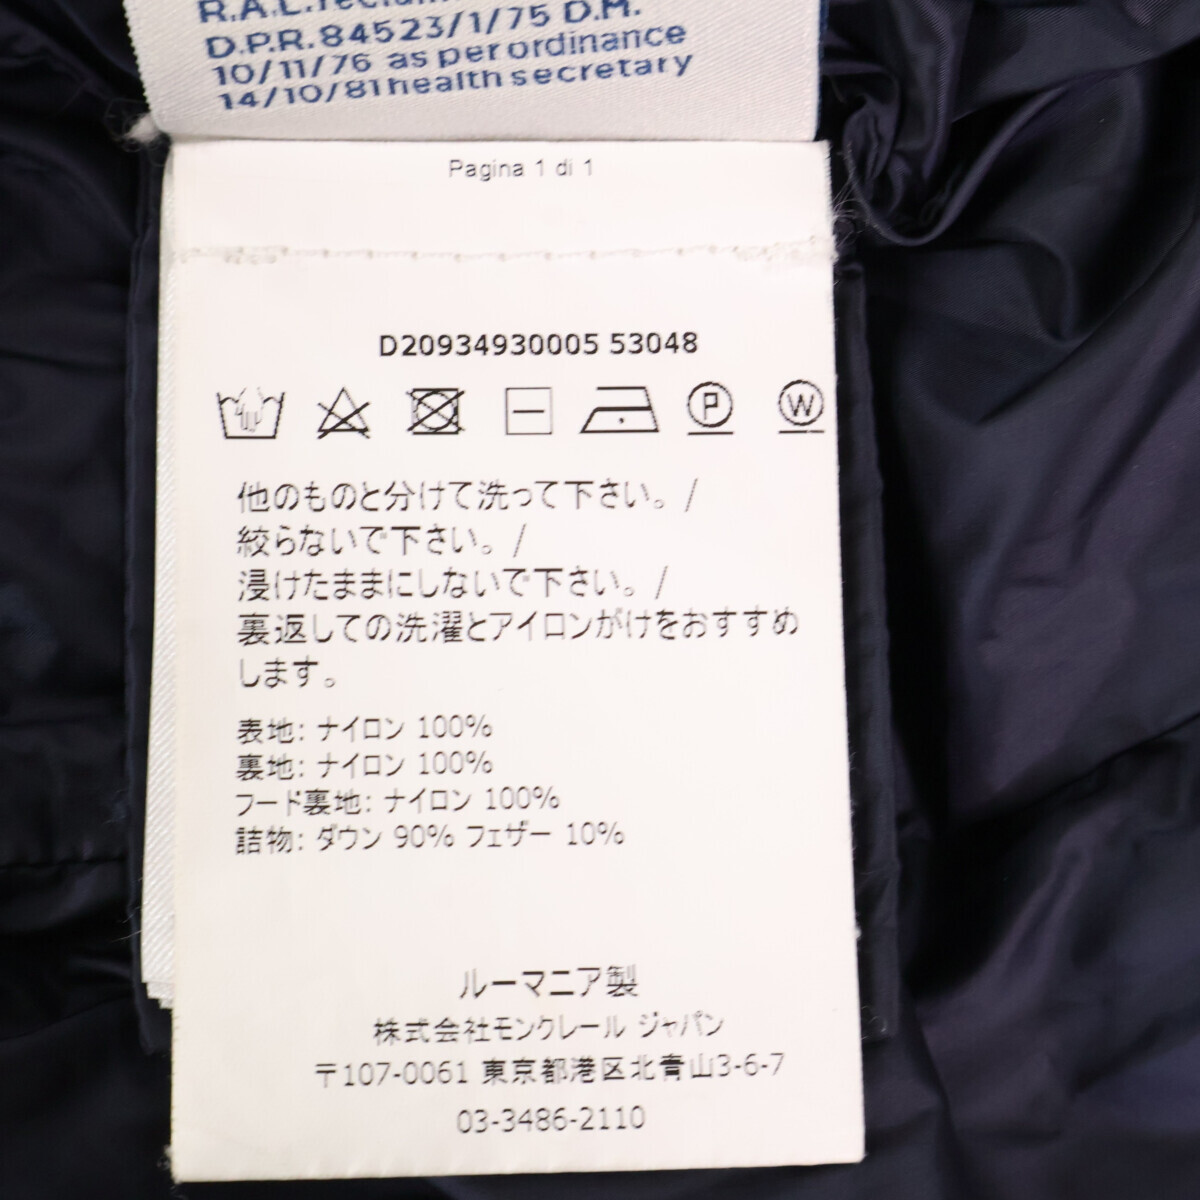 R.A.L.
D.P.R.84523/1/75 D.M.
10/11/76 as per ordinance
14/10/81 health secretary
Pagina 1 di 1
D20934930005 53048
P W
他のものと分けて洗って下さい。/
絞らないで下さい。/
浸けたままにしないで下さい。/
裏返しての洗濯とアイロンがけをおすすめ
します。
表地: ナイロン 100%
裏地: ナイロン 100%
フード裏地: ナイロン 100%
詰物: ダウン 90% フェザー 10%
ルーマニア製
株式会社モンクレール ジャパン
〒107-0061 東京都港区北青山3-6-7
03-3486-2110